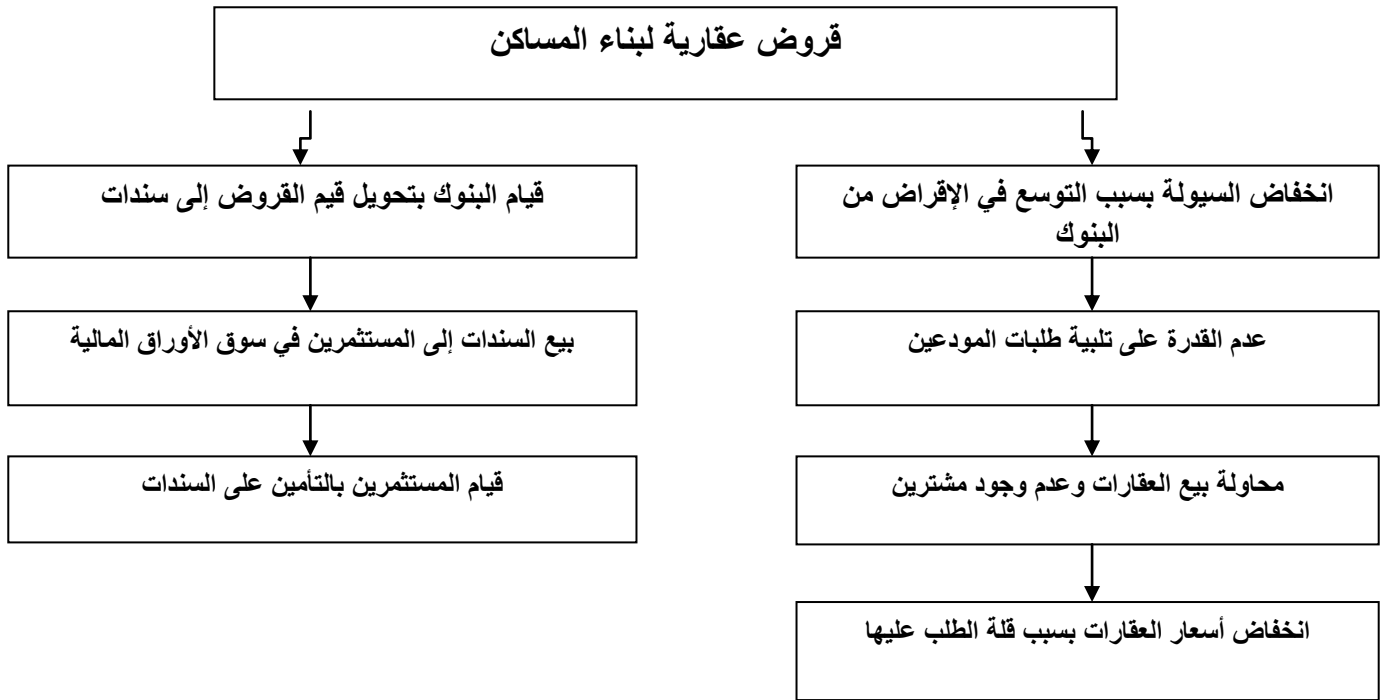 قروض عقارية لبناء المساكن
انخفاض السيولة بسبب التوسع في الإقراض من
البنوك
عدم القدرة على تلبية طلبات المودعين
محاولة بيع العقارات وعدم وجود مشترين
انخفاض أسعار العقارات بسبب قلة الطلب عليها
قيام البنوك بتحويل قيم القروض إلى سندات
بيع السندات إلى المستثمرين في سوق الأوراق المالية
قيام المستثمرين بالتأمين على السندات